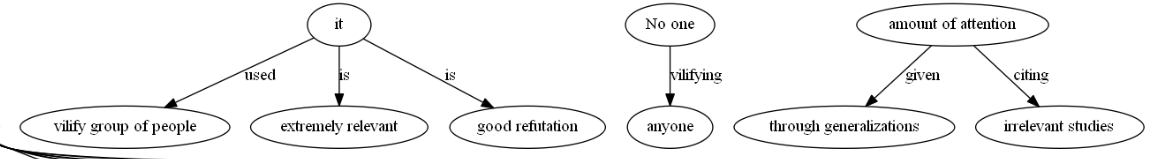 it No one amount of attention
used is is vilifying given citing
vilify group of people extremely relevant good refutation anyone through generalizations irrelevant studies